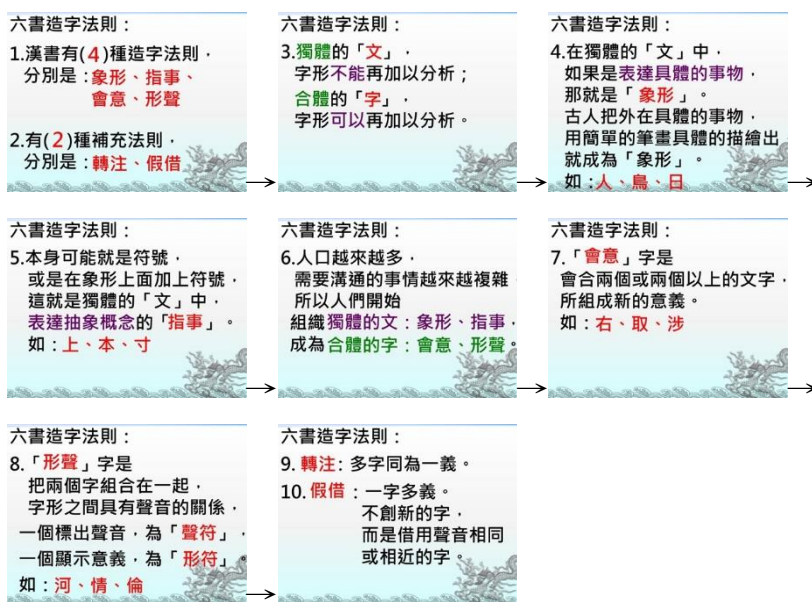 六書造字法則：
1.漢書有(4)種造字法則，
分別是：象形、指事、
會意、形聲
2.有(2)種補充法則，
分別是：轉注、假借
六書造字法則：
3.獨體的「文」，
字形不能再加以分析；
合體的「字」，
字形可以再加以分析。
六書造字法則：
4.在獨體的「文」中，
如果是表達具體的事物，
那就是「象形」。
古人把外在具體的事物，
用簡單的筆畫具體的描繪出
就成為「象形」。
如：人、鳥、日
六書造字法則：
5.本身可能就是符號，
或是在象形上面加上符號，
這就是獨體的「文」中，
表達抽象概念的「指事」。
如：上、本、寸
六書造字法則：
6.人口越來越多，
需要溝通的事情越來越複雜，
所以人們開始
組織獨體的文：象形、指事，
成為合體的字：會意、形聲。
六書造字法則：
7.「會意」字是
會合兩個或兩個以上的文字，
所組成新的意義。
如：右、取、涉
六書造字法則：
8.「形聲」字是
把兩個字組合在一起，
字形之間具有聲音的關係，
一個標出聲音，為「聲符」，
一個顯示意義，為「形符」。
如：河、情、倫
六書造字法則：
9. 轉注：多字同為一義。
10. 假借：一字多義。
不創新的字，
而是借用聲音相同
或相近的字。